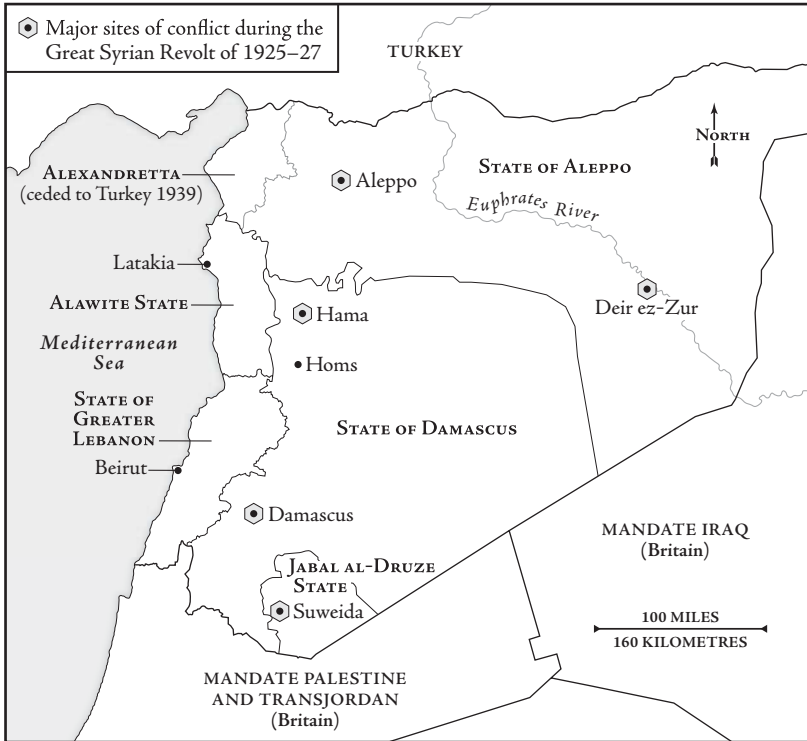 Major sites of conflict during the
Great Syrian Revolt of 1925–27
TURKEY
NORTH
ALEXANDRETTA
(ceded to Turkey 1939)
Aleppo
STATE OF ALEPPO
Euphrates River
Latakia
Deir ez-Zur
ALAWITE STATE
Hama
Mediterranean
Sea
Homs
STATE OF
GREATER
LEBANON
STATE OF DAMASCUS
Beirut
Damascus
MANDATE IRAQ
(Britain)
JABAL AL-DRUZE
STATE
Suweida
100 MILES
160 KILOMETRES
MANDATE PALESTINE
AND TRANSJORDAN
(Britain)